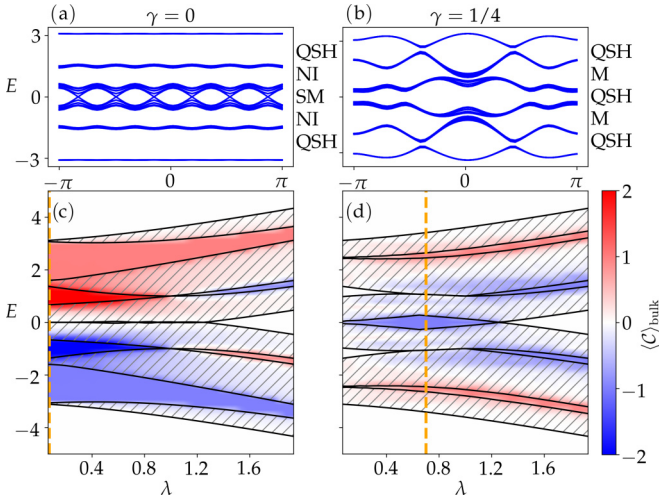 (a) γ = 0
(b) γ = 1/4
3
0
−3
E
QSH
NI
SM
NI
QSH
QSH
M
QSH
M
QSH
−π 0 π
−π 0 π
(c)
(d)
4
2
0
−2
−4
E
0.4 0.8 1.2 1.6
λ
0.4 0.8 1.2 1.6
λ
2
1
0
−1
−2
⟨C⟩bulk